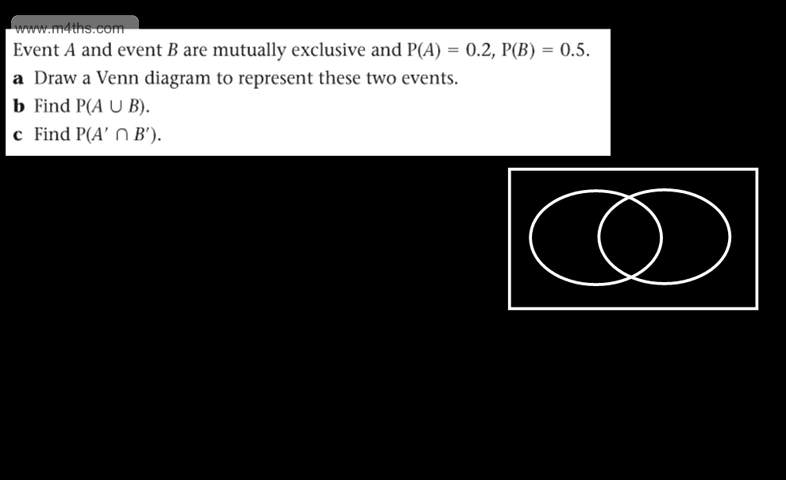 www.m4ths.com
Event A and event B are mutually exclusive and P(A) = 0.2, P(B) = 0.5.
a Draw a Venn diagram to represent these two events.
b Find P(A ∪ B).
c Find P(A′ ∩ B′).